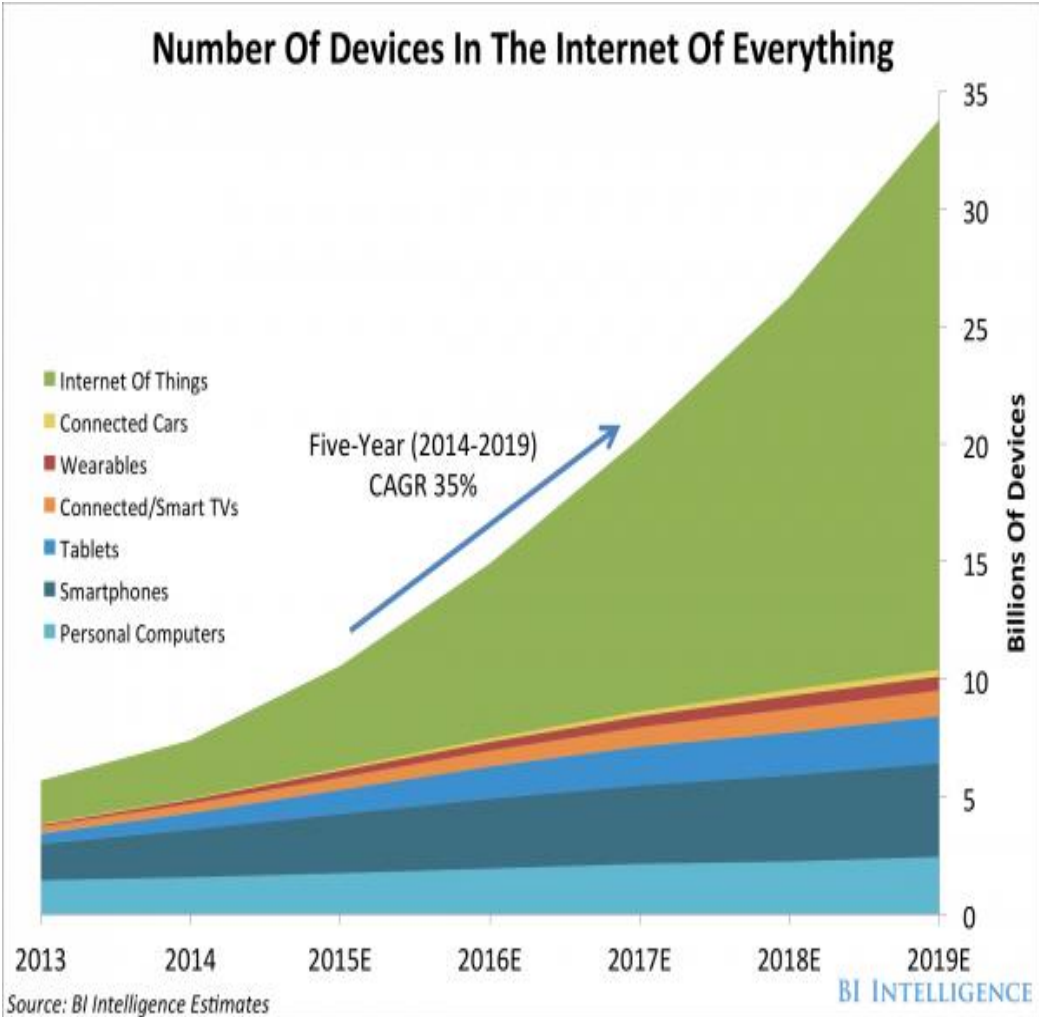 Number Of Devices In The Internet Of Everything
35
30
25
20
15
10
5
0
Billions Of Devices
Internet Of Things
Connected Cars
Wearables
Connected/Smart TVs
Tablets
Smartphones
Personal Computers
Five-Year (2014-2019)
CAGR 35%
2013 2014 2015E 2016E 2017E 2018E 2019E
Source: BI Intelligence Estimates
BI INTELLIGENCE